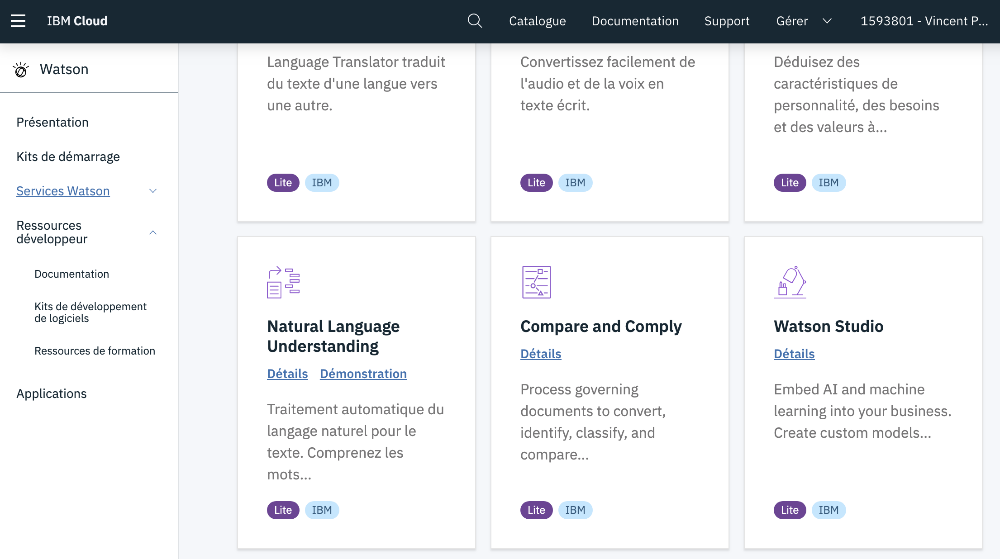 IBM Cloud
Catalogue
Documentation
Support
Gérer
1593801 - Vincent P...
Watson
Présentation
Kits de démarrage
Services Watson
Ressources
développeur
Documentation
Kits de développement
de logiciels
Ressources de formation
Applications
Language Translator traduit
du texte d'une langue vers
une autre.
Lite
IBM
Convertissez facilement de
l'audio et de la voix en
texte écrit.
Lite
IBM
Déduisez des
caractéristiques de
personnalité, des besoins
et des valeurs à...
Lite
IBM
Natural Language
Understanding
Détails
Démonstration
Traitement automatique du
langage naturel pour le
texte. Comprenez les
mots...
Lite
IBM
Compare and Comply
Détails
Process governing
documents to convert,
identify, classify, and
compare...
Lite
IBM
Watson Studio
Détails
Embed AI and machine
learning into your business.
Create custom models...
Lite
IBM